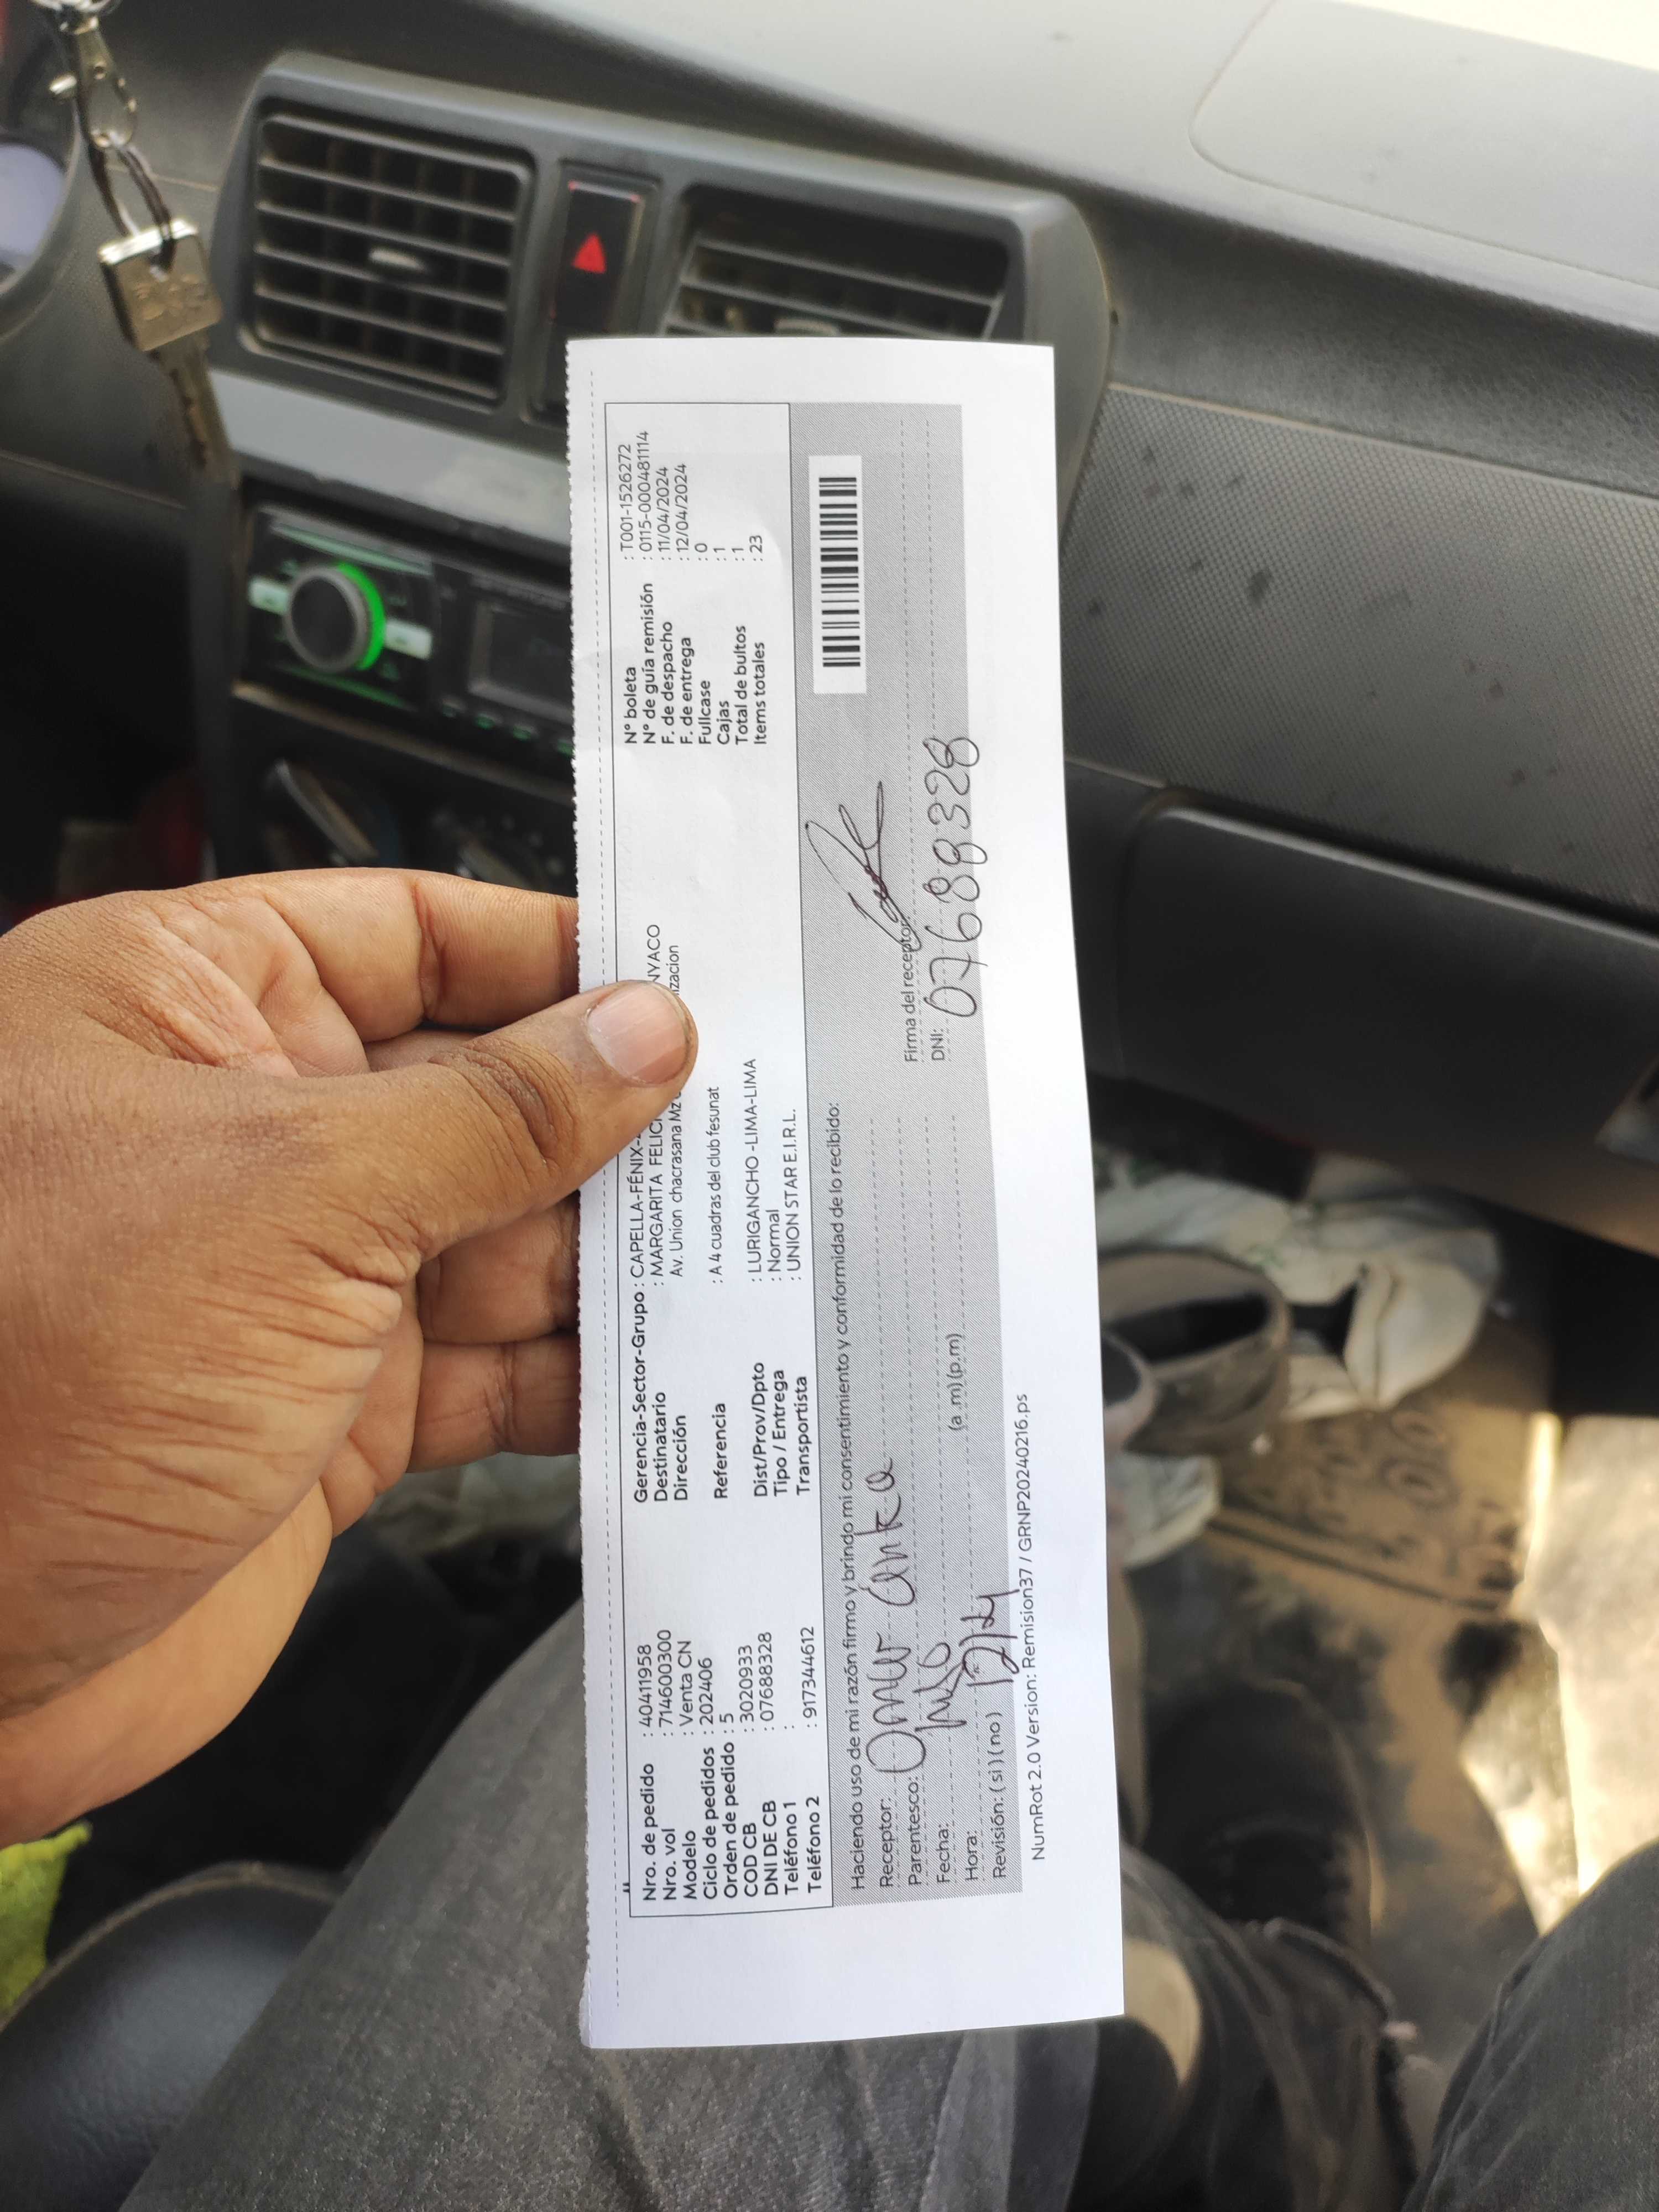 Nro. de pedido : 40411958
Nro. vol : 714600300
Modelo : Venta CN
Ciclo de pedidos : 202406
Orden de pedido : 5
COD CB : 3020933
DNI DE CB : 07688328
Teléfono 1 :
Teléfono 2 : 917344612
Gerencia-Sector-Grupo : CAPELLA-FÉNIX-
Destinatario : MARGARITA FELIC NYACO
Dirección Av. Union chacrasana Mz izacion
Referencia : A 4 cuadras del club fesunat
Dist/Prov/Dpto : LURIGANCHO-LIMA-LIMA
Tipo / Entrega : Normal
Transportista : UNION STAR E.I.R.L.
N° boleta : T001-1526272
N° de guía remisión : 0115-000481114
F. de despacho : 11/04/2024
F. de entrega : 12/04/2024
Fullcase : 0
Cajas : 1
Total de bultos : 1
Items totales : 23
Haciendo uso de mi razón firmo y brindo mi consentimiento y conformidad de lo recibido:
Receptor: Omar
Parentesco:
Fecha: 12/4
Hora: (a .m) (p.m)
Revisión: ( si ) ( no )
Firma del receptor:
DNI: 07688328
NumRot 2.0 Version: Remision37 / GRNP20240216.ps